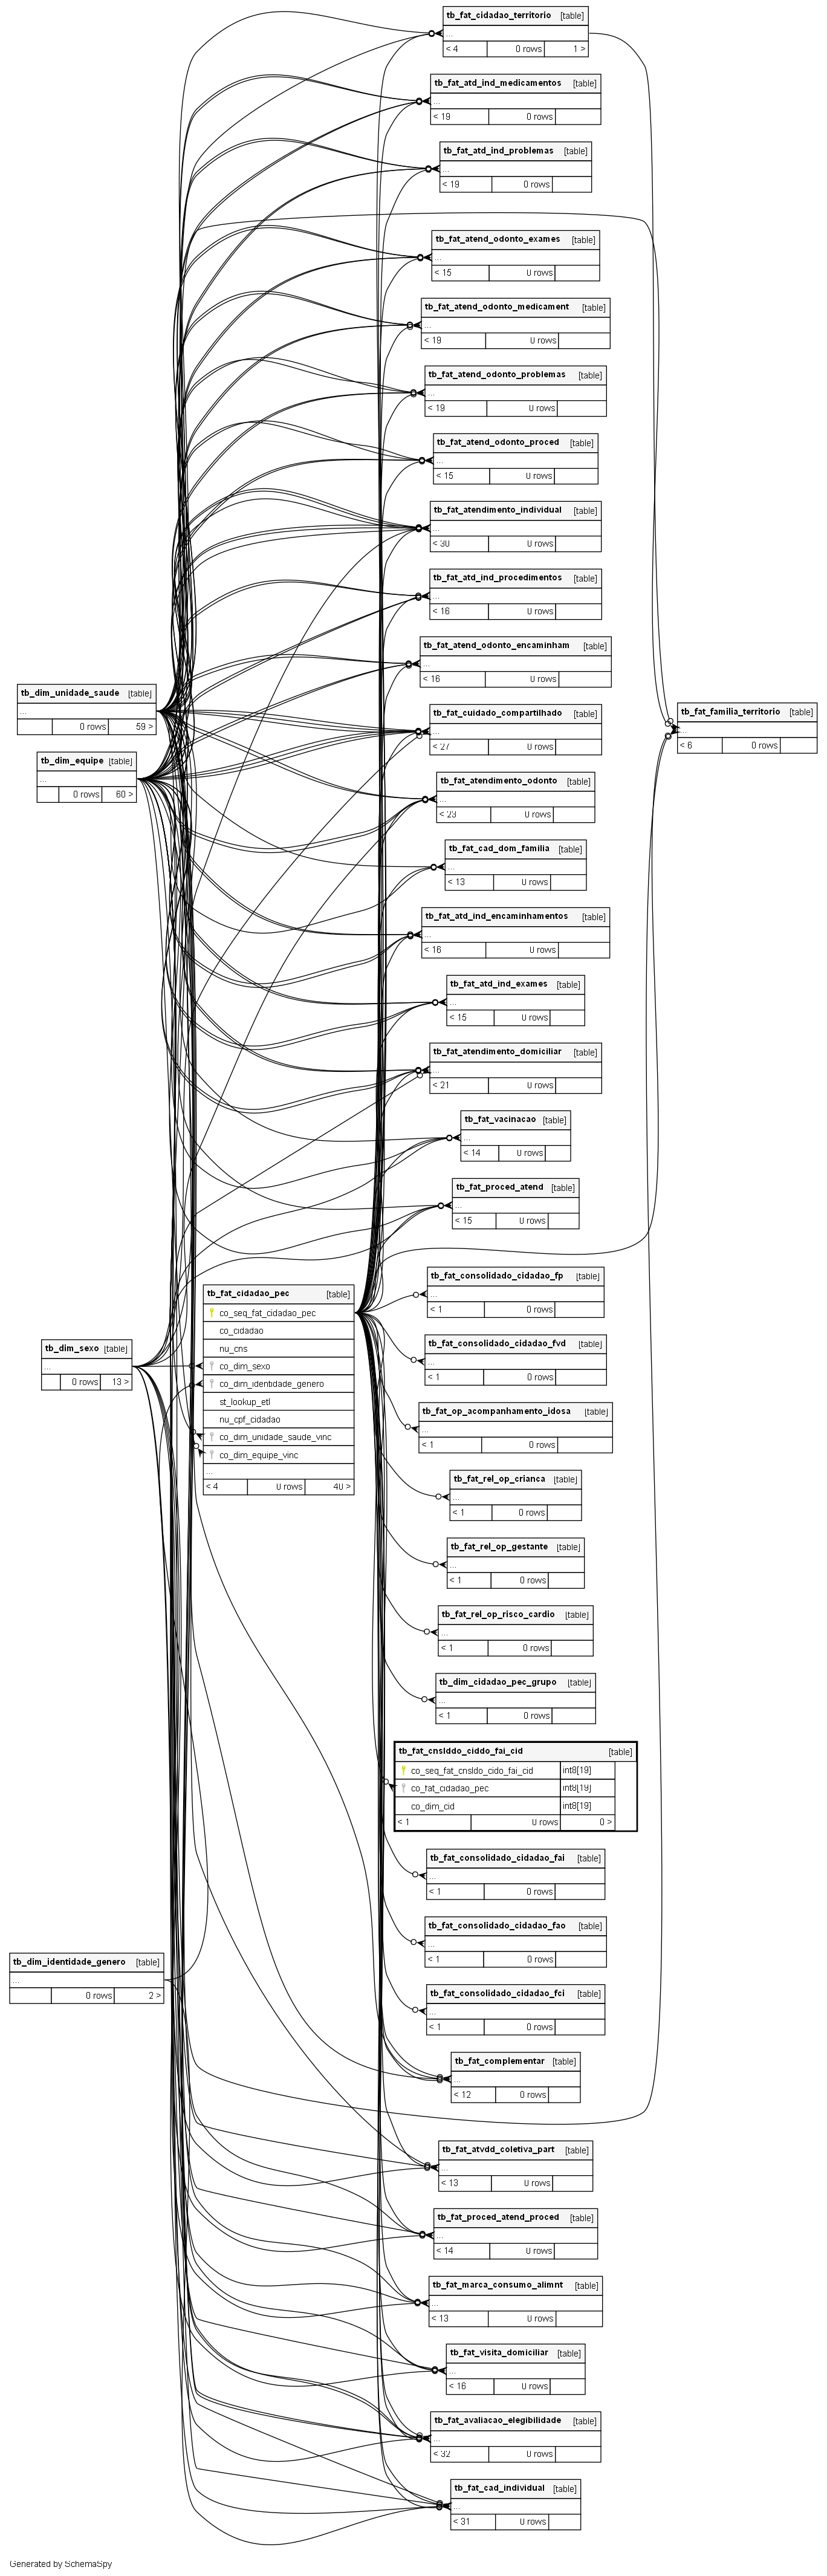 tb_fat_cidadao_territorio [table]
...
< 4 0 rows 1 >
tb_fat_atd_ind_medicamentos [table]
...
< 19 0 rows
tb_fat_atd_ind_problemas [table]
...
< 19 0 rows
tb_fat_atend_odonto_exames [table]
...
< 15 0 rows
tb_fat_atend_odonto_medicament [table]
...
< 19 0 rows
tb_fat_atend_odonto_problemas [table]
...
< 19 0 rows
tb_fat_atend_odonto_proced [table]
...
< 15 0 rows
tb_fat_atendimento_individual [table]
...
< 30 0 rows
tb_fat_atd_ind_procedimentos [table]
...
< 16 0 rows
tb_fat_atend_odonto_encaminham [table]
...
< 16 0 rows
tb_dim_unidade_saude [table]
...
0 rows 59 >
tb_fat_cuidado_compartilhado [table]
...
< 27 0 rows
tb_fat_familia_territorio [table]
...
< 6 0 rows
tb_dim_equipe [table]
...
0 rows 60 >
tb_fat_atendimento_odonto [table]
...
< 23 0 rows
tb_fat_cad_dom_familia [table]
...
< 13 0 rows
tb_fat_atd_ind_encaminhamentos [table]
...
< 16 0 rows
tb_fat_atd_ind_exames [table]
...
< 15 0 rows
tb_fat_atendimento_domiciliar [table]
...
< 21 0 rows
tb_fat_vacinacao [table]
...
< 14 0 rows
tb_fat_proced_atend [table]
...
< 15 0 rows
tb_fat_consolidado_cidadao_fp [table]
...
< 1 0 rows
tb_fat_cidadao_pec [table]
co_seq_fat_cidadao_pec
co_cidadao
nu_cns
co_dim_sexo
co_dim_identidade_genero
st_lookup_etl
nu_cpf_cidadao
co_dim_unidade_saude_vinc
co_dim_equipe_vinc
...
< 4 0 rows 40 >
tb_dim_sexo [table]
...
0 rows 13 >
tb_fat_consolidado_cidadao_fvd [table]
...
< 1 0 rows
tb_fat_op_acompanhamento_idosa [table]
...
< 1 0 rows
tb_fat_rel_op_crianca [table]
...
< 1 0 rows
tb_fat_rel_op_gestante [table]
...
< 1 0 rows
tb_fat_rel_op_risco_cardio [table]
...
< 1 0 rows
tb_dim_cidadao_pec_grupo [table]
...
< 1 0 rows
tb_fat_cnslddo_ciddo_fai_cid [table]
co_seq_fat_cnsldo_cido_fai_cid int8[19]
co_fat_cidadao_pec int8[19]
co_dim_cid int8[19]
< 1 0 rows 0 >
tb_fat_consolidado_cidadao_fai [table]
...
< 1 0 rows
tb_fat_consolidado_cidadao_fao [table]
...
< 1 0 rows
tb_dim_identidade_genero [table]
...
0 rows 2 >
tb_fat_consolidado_cidadao_fci [table]
...
< 1 0 rows
tb_fat_complementar [table]
...
< 12 0 rows
tb_fat_atvdd_coletiva_part [table]
...
< 13 0 rows
tb_fat_proced_atend_proced [table]
...
< 14 0 rows
tb_fat_marca_consumo_alimnt [table]
...
< 13 0 rows
tb_fat_visita_domiciliar [table]
...
< 16 0 rows
tb_fat_avaliacao_elegibilidade [table]
...
< 32 0 rows
tb_fat_cad_individual [table]
...
< 31 0 rows
Generated by SchemaSpy